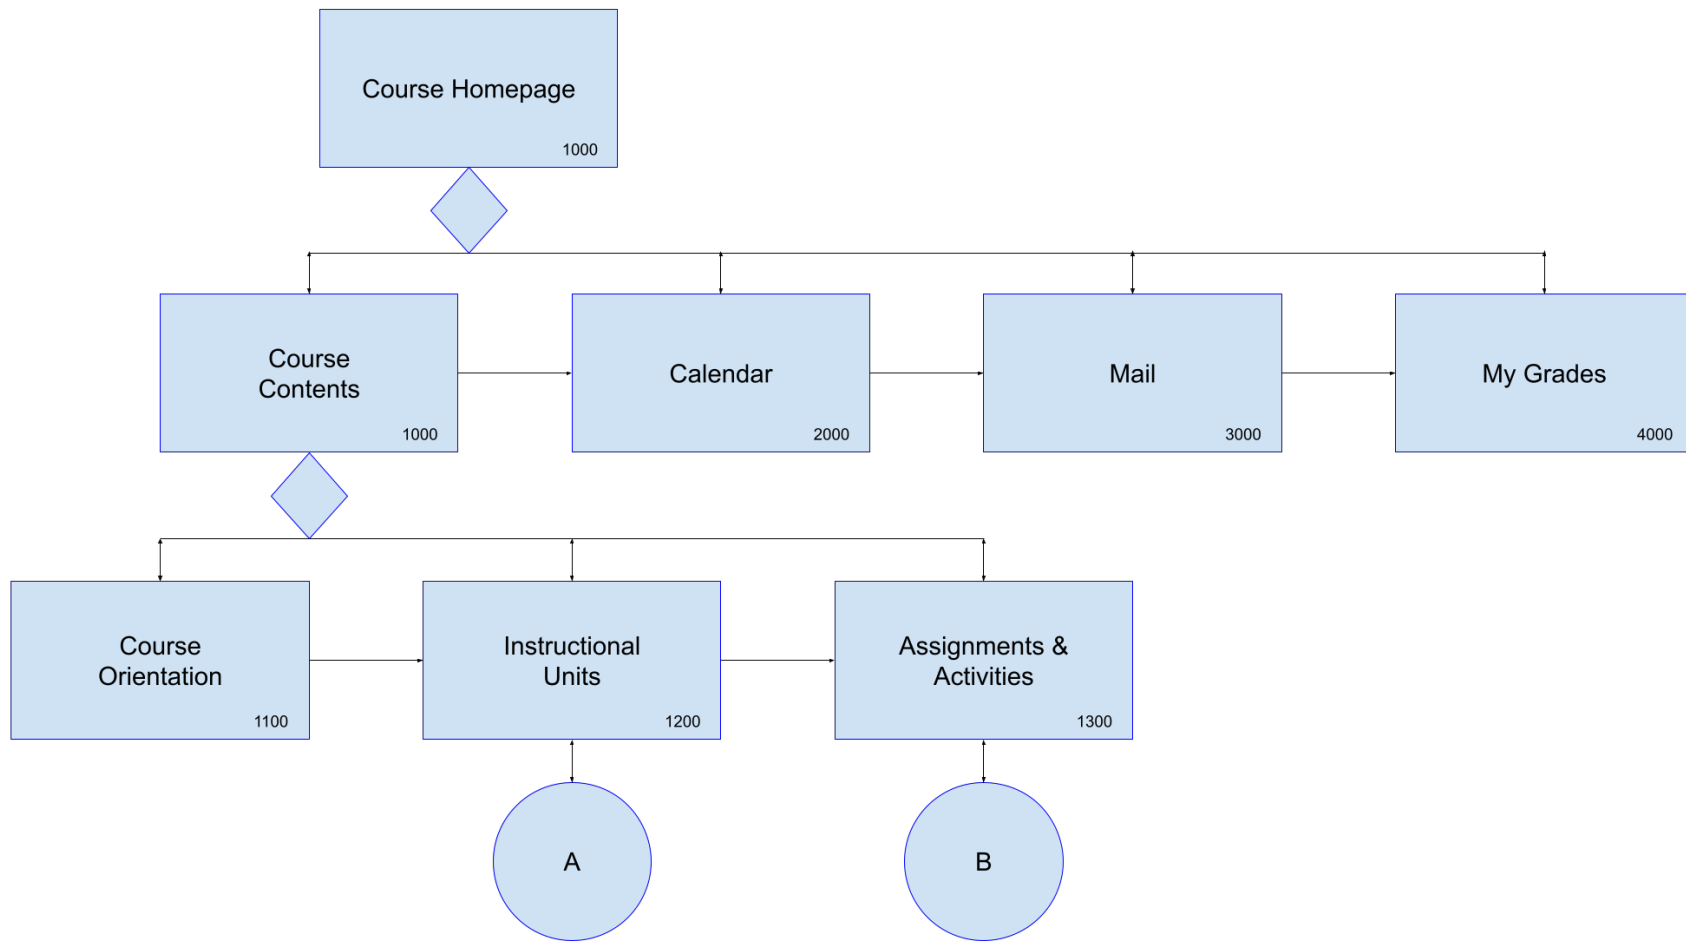 Course Homepage
1000
Course
Contents
1000
Calendar
2000
Mail
3000
My Grades
4000
Course
Orientation
1100
Instructional
Units
1200
Assignments &
Activities
1300
A
B